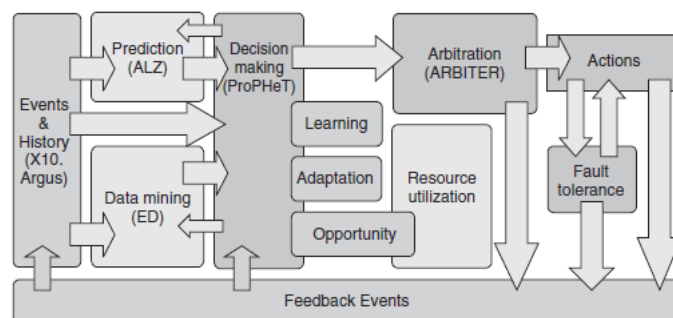 Prediction
(ALZ)
Decision
making
(ProPHeT)
Arbitration
(ARBITER)
Actions
Events
&
History
(X10.
Argus)
Learning
Data mining
(ED)
Adaptation
Resource
utilization
Fault
tolerance
Opportunity
Feedback Events